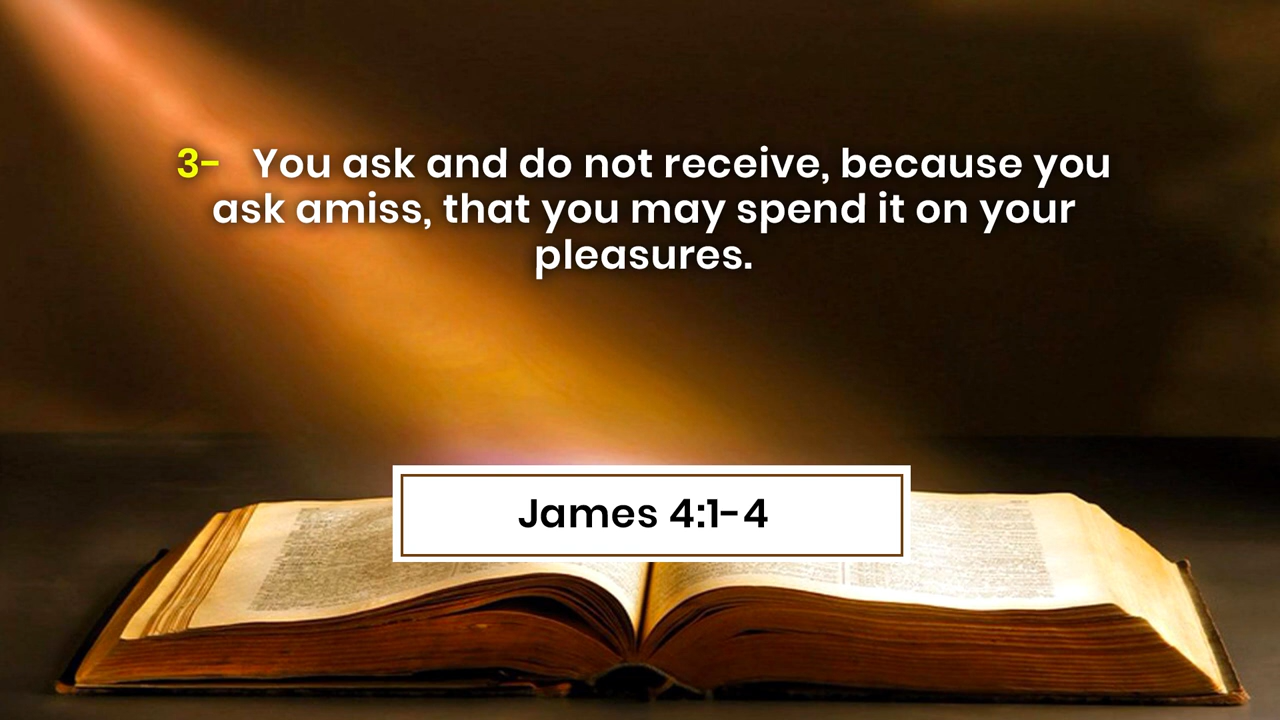 3- You ask and do not receive, because you
ask amiss, that you may spend it on your
pleasures.
James 4:1-4